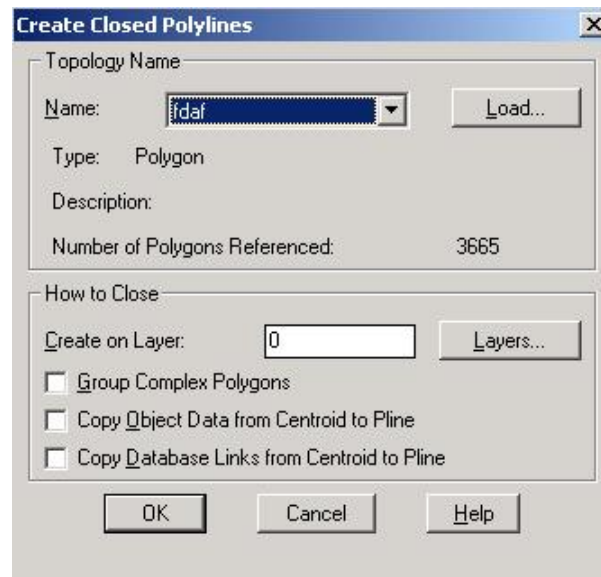 Create Closed Polylines
Topology Name
Name: fdaf Load...
Type: Polygon
Description:
Number of Polygons Referenced: 3665
How to Close
Create on Layer: 0 Layers...
Group Complex Polygons
Copy Object Data from Centroid to Pline
Copy Database Links from Centroid to Pline
OK Cancel Help